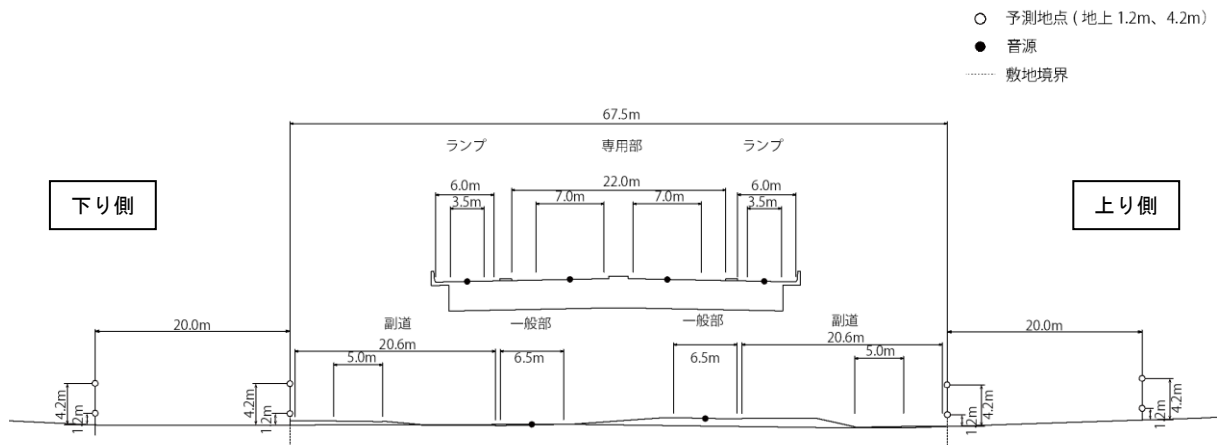 予測地点 ( 地上 1.2m、4.2m)
音源
敷地境界
67.5m
ランプ
専用部
ランプ
6.0m
22.0m
6.0m
3.5m
7.0m
7.0m
3.5m
下り側
上り側
20.0m
副道
一般部
一般部
副道
20.0m
20.6m
6.5m
6.5m
20.6m
5.0m
5.0m
4.2m
1.2m
4.2m
1.2m
1.2m
4.2m
1.2m
4.2m